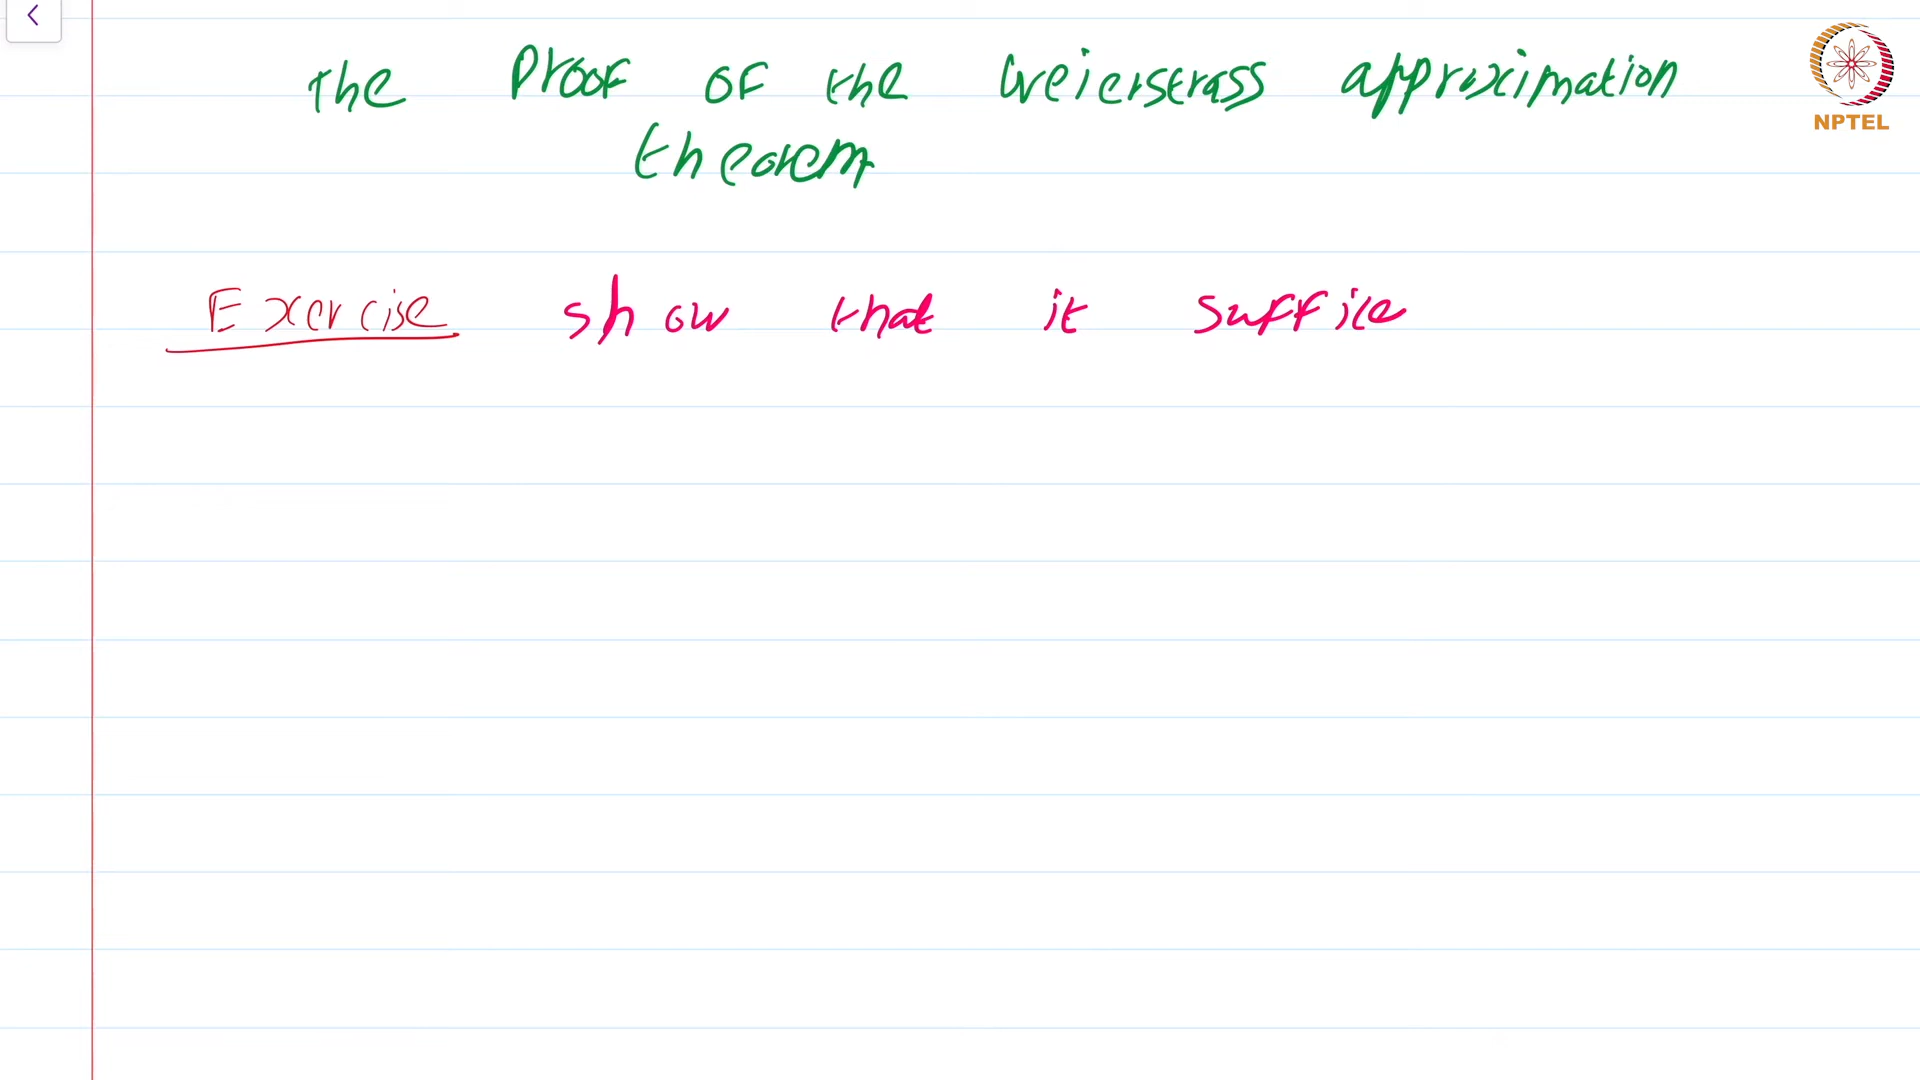 the Proof of the Weierstrass approximation
theorem
NPTEL
Exercise show that it suffice